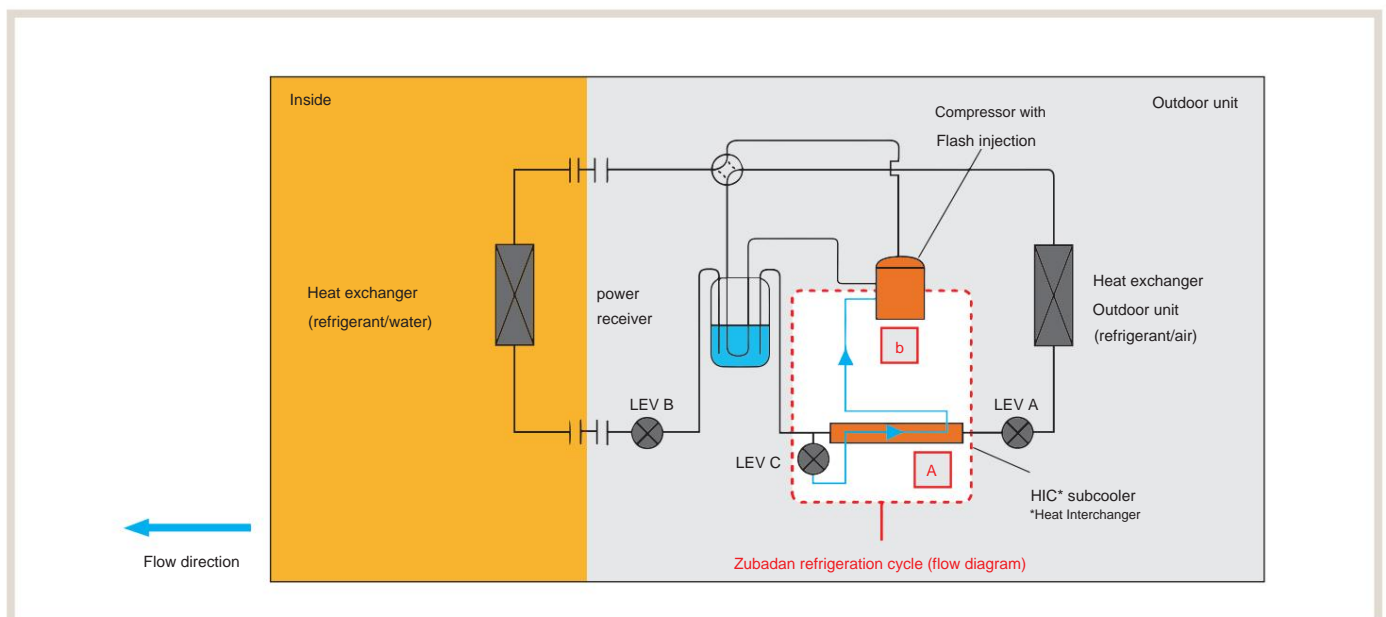 Inside
Outdoor unit
Compressor with
Flash injection
Heat exchanger
(refrigerant/water)
power
receiver
Heat exchanger
Outdoor unit
(refrigerant/air)
b
LEV B
LEV A
LEV C
A
HIC* subcooler
*Heat Interchanger
Flow direction
Zubadan refrigeration cycle (flow diagram)